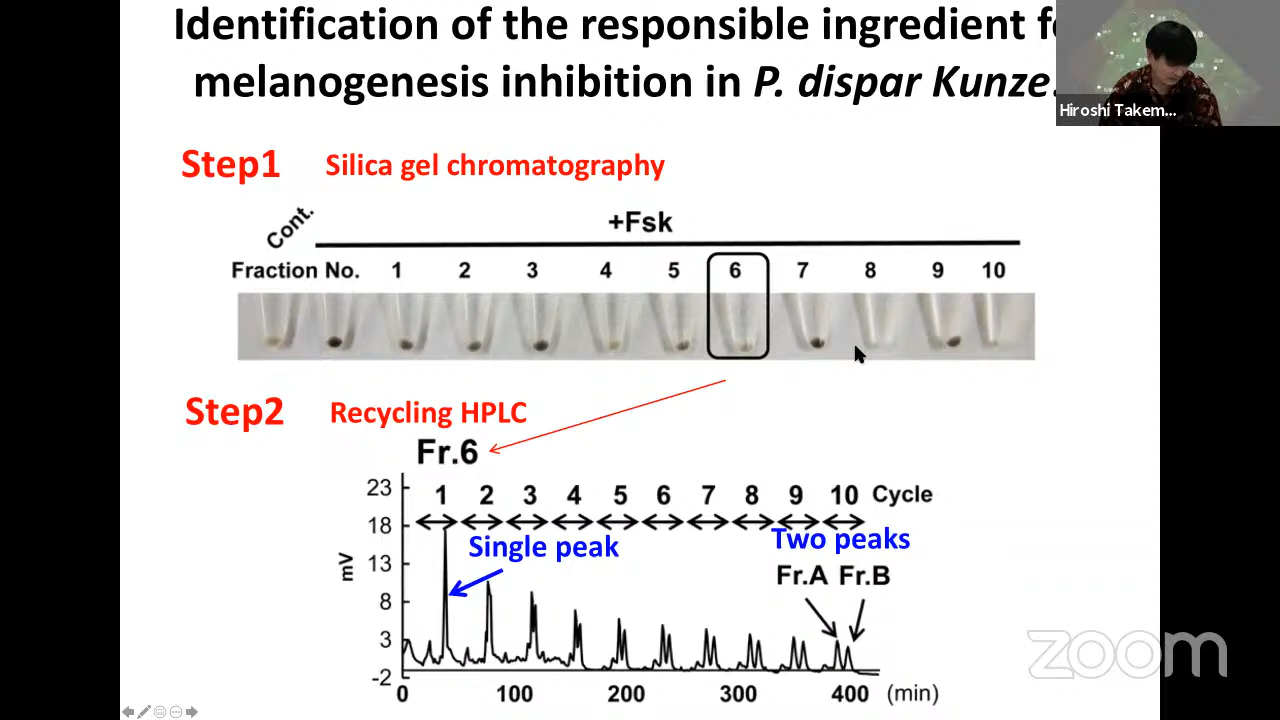 Identification of the responsible ingredient f
melanogenesis inhibition in P. dispar Kunze.
Hiroshi Takem...
Step1 Silica gel chromatography
Cont. +Fsk
Fraction No. 1 2 3 4 5 6 7 8 9 10
Step2 Recycling HPLC
Fr.6
23 1 2 3 4 5 6 7 8 9 10 Cycle
18
Single peak Two peaks
13
Fr.A Fr.B
mV
8
3
-2
0 100 200 300 400 (min)
zoom